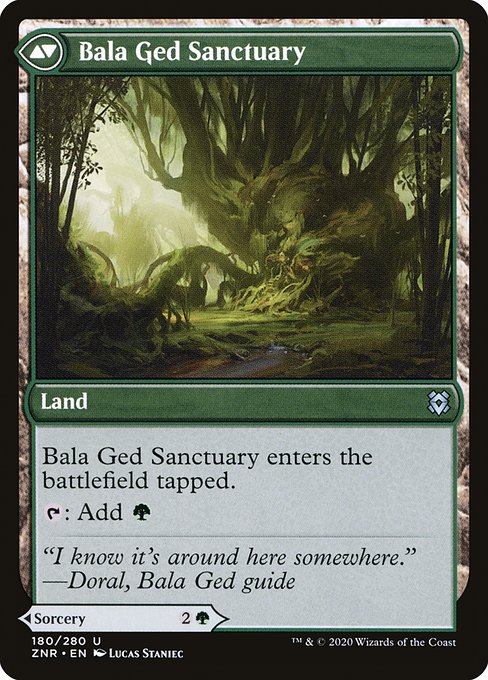 Bala Ged Sanctuary
Land
Bala Ged Sanctuary enters the
battlefield tapped.
: Add
“I know it’s around here somewhere.”
—Doral, Bala Ged guide
Sorcery 2
180/280 U
ZNR • EN Lucas Staniec
™ & © 2020 Wizards of the Coast